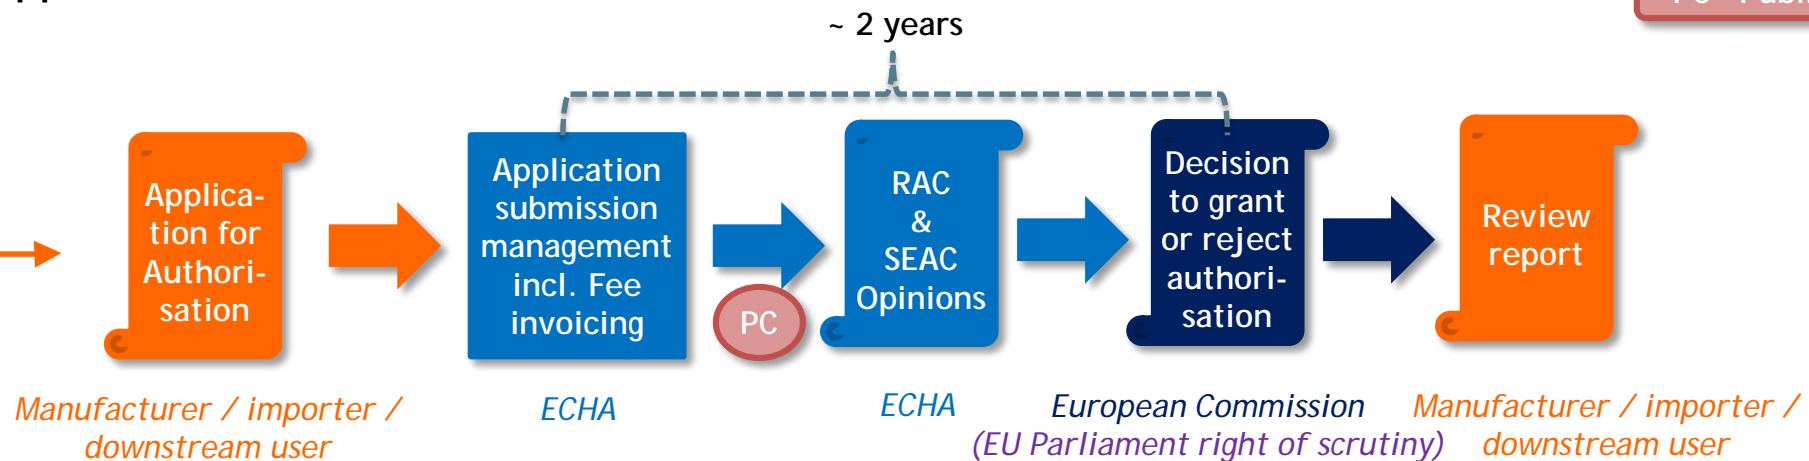 ~ 2 years
Applica-
tion for
Authori-
sation
Application
submission
management
incl. Fee
invoicing
PC
RAC
&
SEAC
Opinions
Decision
to grant
or reject
authori-
sation
Review
report
Manufacturer / importer /
downstream user
ECHA
ECHA
European Commission
(EU Parliament right of scrutiny)
Manufacturer / importer /
downstream user